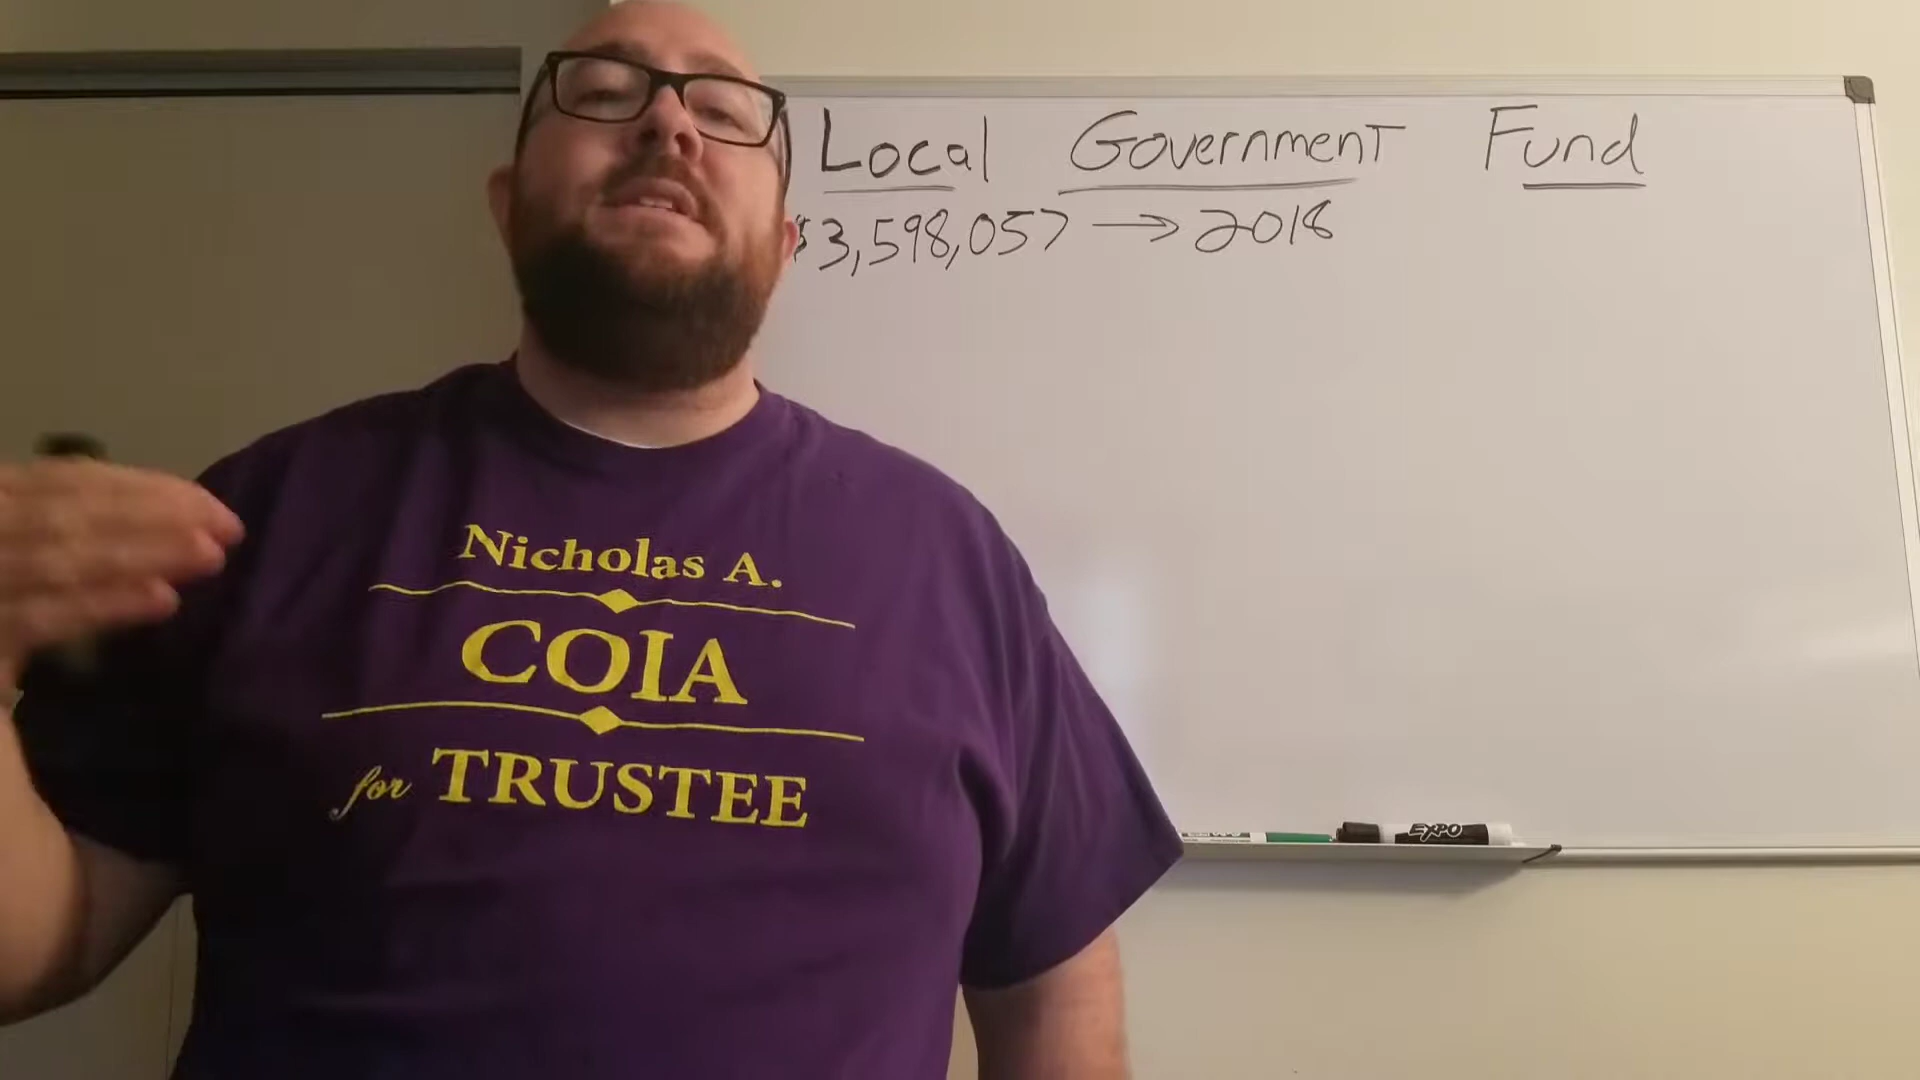 Local Government Fund
$3,598,057 → 2018
Nicholas A.
COIA
for TRUSTEE
EXPO